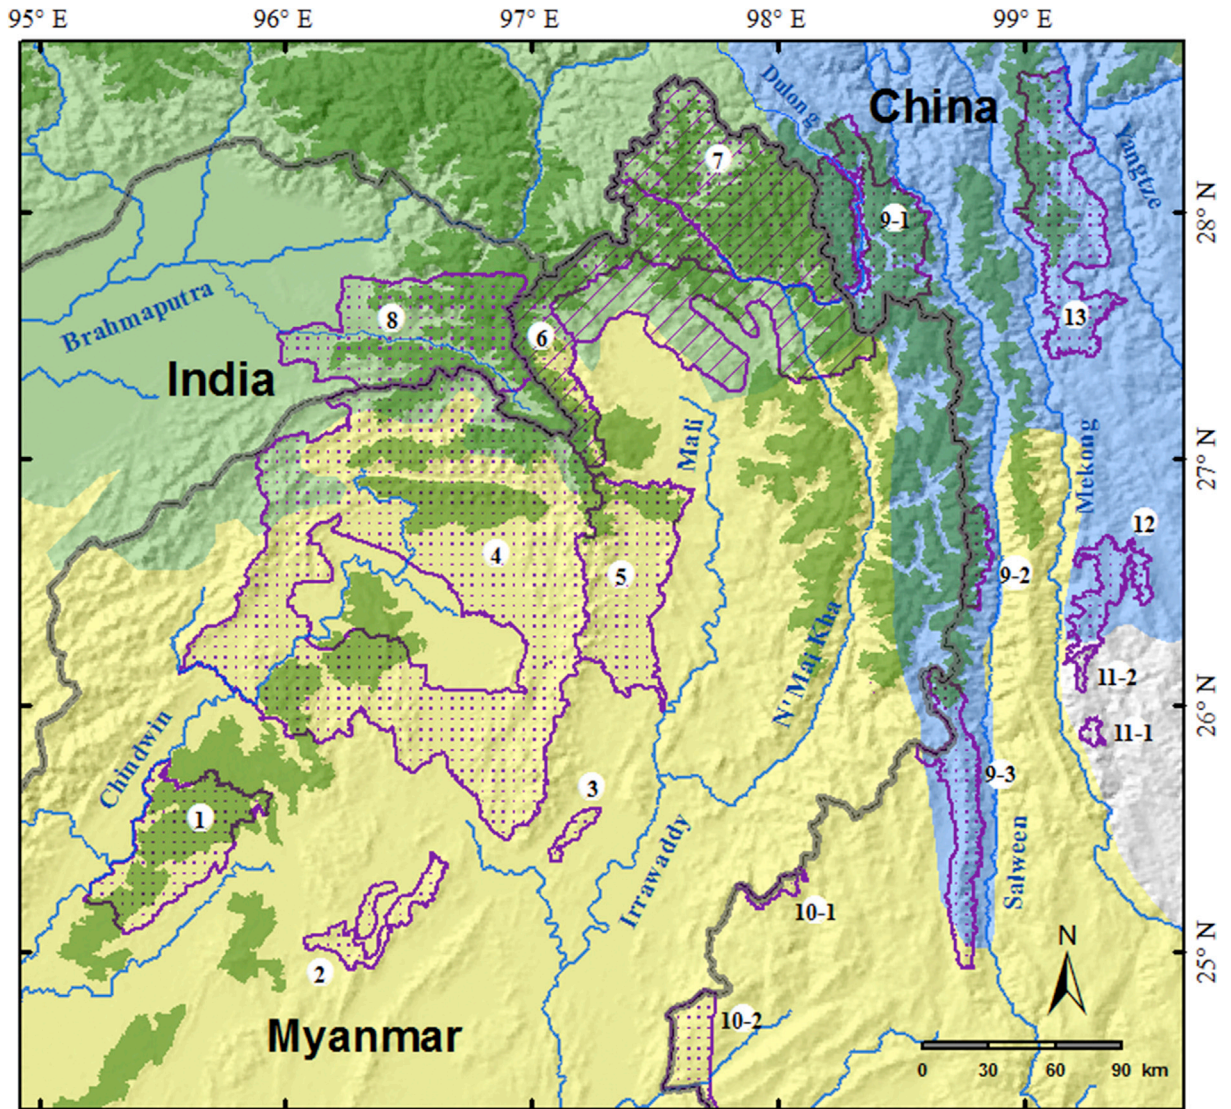 95° E 96° E 97° E 98° E 99° E
Dulong
China
Yangtze
7
28° N
9-1
Brahmaputra
8
6
13
India
Mali
Mekong
27° N
12
4
5
9-2
N'Mai Kha
11-2
26° N
11-1
Chindwin
3
9-3
1
Irrawaddy
Salween
10-1
N
25° N
2
10-2
Myanmar
0 30 60 90 km